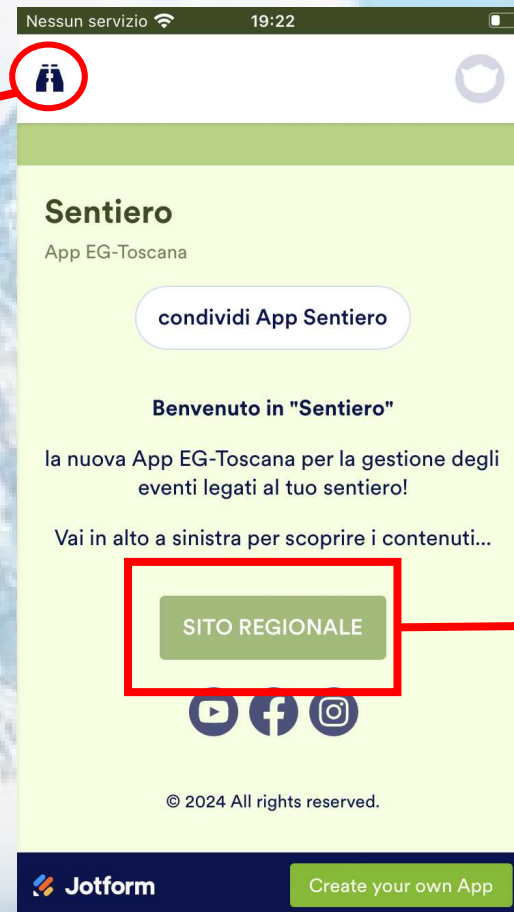 Nessun servizio 19:22
Sentiero
App EG-Toscana
condividi App Sentiero
Benvenuto in "Sentiero"
la nuova App EG-Toscana per la gestione degli
eventi legati al tuo sentiero!
Vai in alto a sinistra per scoprire i contenuti...
SITO REGIONALE
© 2024 All rights reserved.
Jotform Create your own App